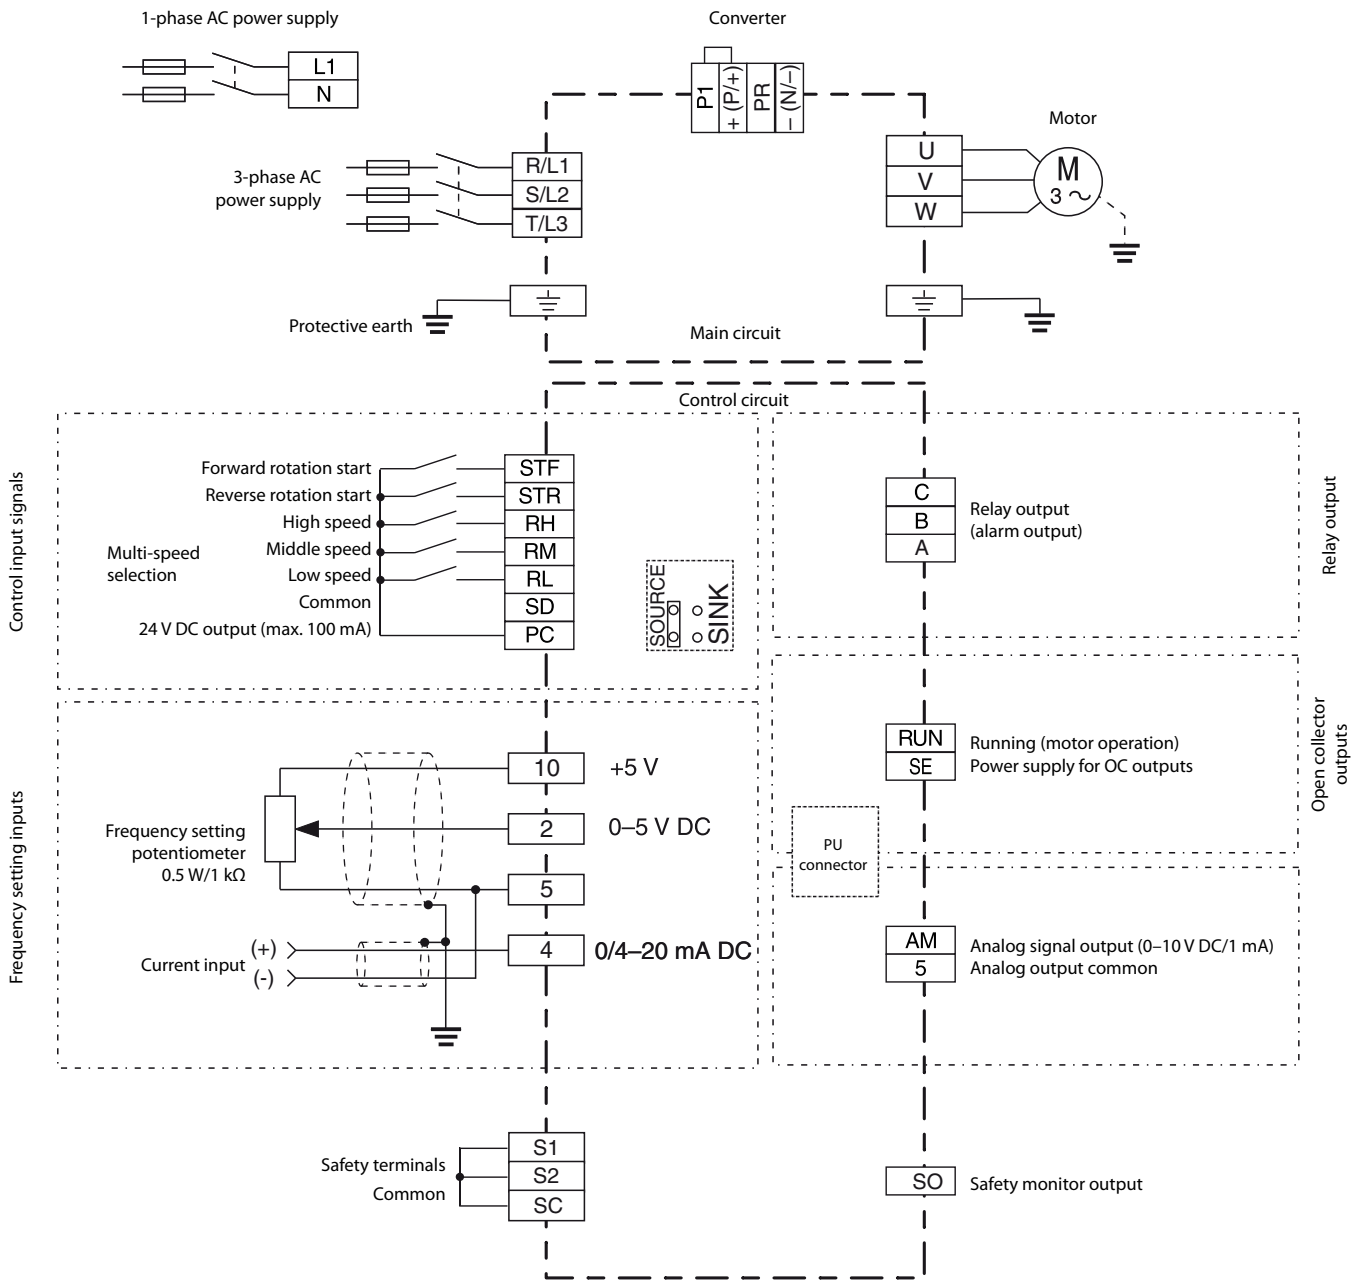 1-phase AC power supply
L1
N
Converter
P1
+ (P/+)
PR
– (N/–)
3-phase AC
power supply
R/L1
S/L2
T/L3
U
V
W
Motor
M
3 ~
Protective earth
Main circuit
Control circuit
Control input signals
Forward rotation start
Reverse rotation start
High speed
Middle speed
Low speed
Common
24 V DC output (max. 100 mA)
Multi-speed
selection
STF
STR
RH
RM
RL
SD
PC
SOURCE
SINK
C
B
A
Relay output
(alarm output)
Relay output
Frequency setting inputs
Frequency setting
potentiometer
0.5 W/1 kΩ
10
+5 V
2
0–5 V DC
5
4
0/4–20 mA DC
Current input
(+)
(-)
RUN
SE
Running (motor operation)
Power supply for OC outputs
Open collector
outputs
PU
connector
AM
5
Analog signal output (0–10 V DC/1 mA)
Analog output common
Safety terminals
Common
S1
S2
SC
SO
Safety monitor output